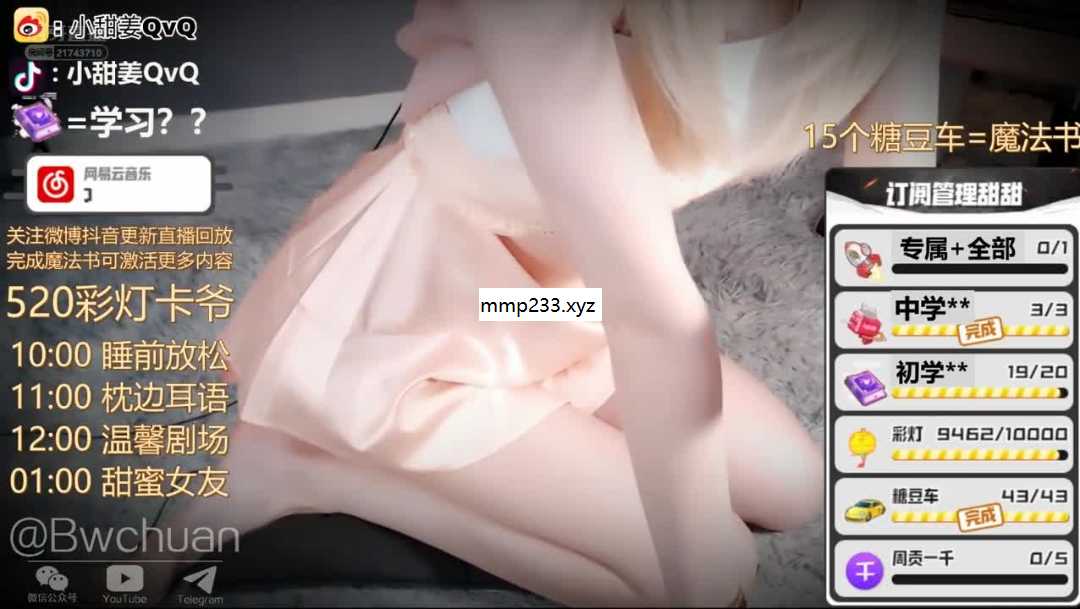 : 小甜姜QvQ
21743710
: 小甜姜QvQ
=学习？？
网易云音乐
关注微博抖音更新直播回放
完成魔法书可激活更多内容
520彩灯卡爷
10:00 睡前放松
11:00 枕边耳语
12:00 温馨剧场
01:00 甜蜜女友
@Bwchuan
微信公众号 YouTube Telegram
mmp233.xyz
15个糖豆车=魔法书
订阅管理甜甜
专属+全部 0/1
中学** 3/3
完成
初学** 19/20
彩灯 9462/10000
糖豆车 43/43
完成
周贡一千 0/5
千